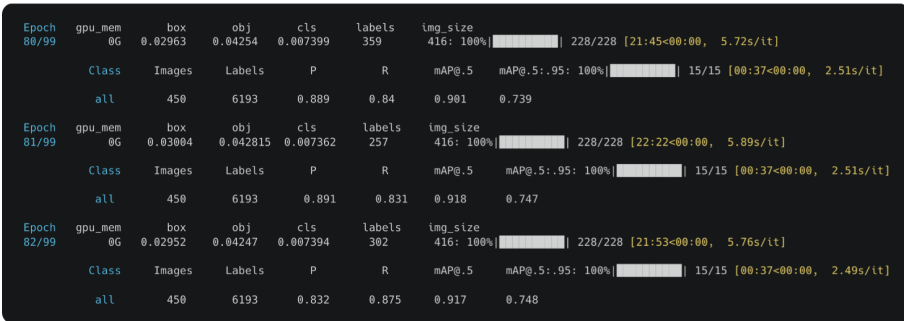 Epoch gpu_mem box obj cls labels img_size
80/99 0G 0.02963 0.04254 0.007399 359 416: 100%|██████████| 228/228 [21:45<00:00, 5.72s/it]
Class Images Labels P R mAP@.5 mAP@.5:.95: 100%|██████████| 15/15 [00:37<00:00, 2.51s/it]
all 450 6193 0.889 0.84 0.901 0.739
Epoch gpu_mem box obj cls labels img_size
81/99 0G 0.03004 0.042815 0.007362 257 416: 100%|██████████| 228/228 [22:22<00:00, 5.89s/it]
Class Images Labels P R mAP@.5 mAP@.5:.95: 100%|██████████| 15/15 [00:37<00:00, 2.51s/it]
all 450 6193 0.891 0.831 0.918 0.747
Epoch gpu_mem box obj cls labels img_size
82/99 0G 0.02952 0.04247 0.007394 302 416: 100%|██████████| 228/228 [21:53<00:00, 5.76s/it]
Class Images Labels P R mAP@.5 mAP@.5:.95: 100%|██████████| 15/15 [00:37<00:00, 2.49s/it]
all 450 6193 0.832 0.875 0.917 0.748